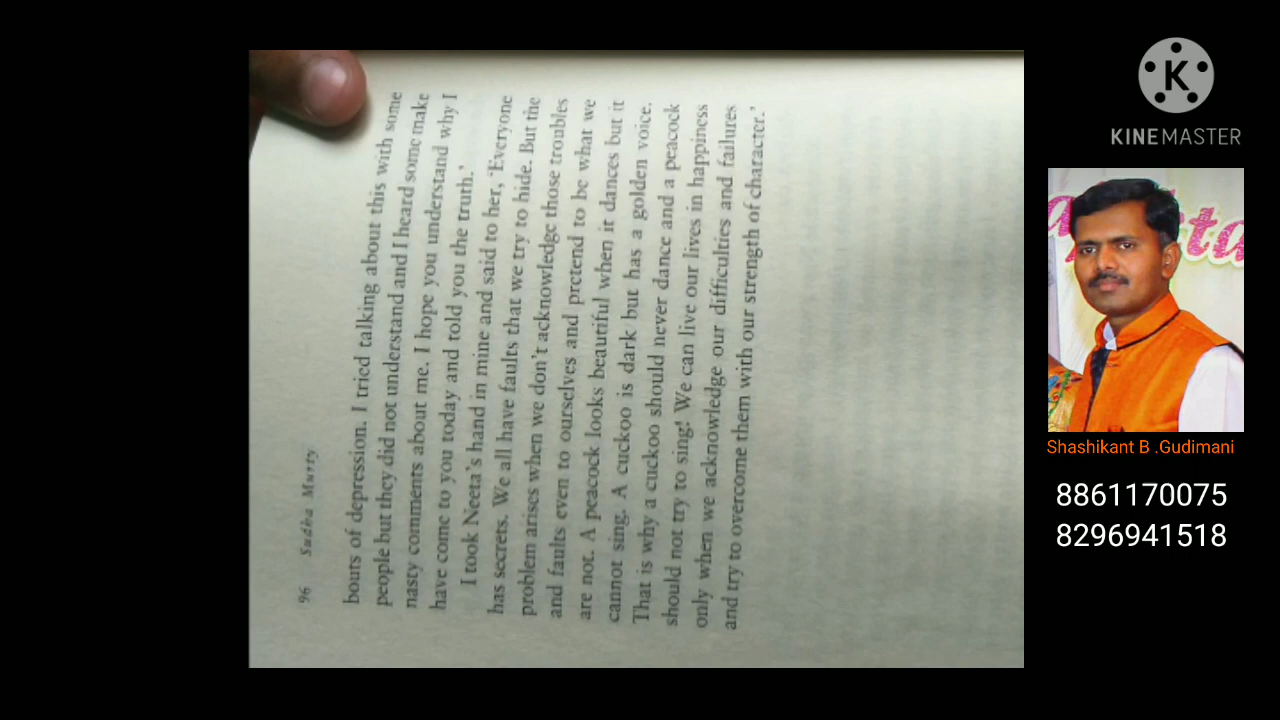 96 Sudha Murty
bouts of depression. I tried talking about this with some
people but they did not understand and I heard some make
nasty comments about me. I hope you understand why I
have come to you today and told you the truth.'
I took Neeta's hand in mine and said to her, 'Everyone
has secrets. We all have faults that we try to hide. But the
problem arises when we don't acknowledge those troubles
and faults even to ourselves and pretend to be what we
are not. A peacock looks beautiful when it dances but it
cannot sing. A cuckoo is dark but has a golden voice.
That is why a cuckoo should never dance and a peacock
should not try to sing! We can live our lives in happiness
only when we acknowledge our difficulties and failures
and try to overcome them with our strength of character.'
K
KINEMASTER
Shashikant B .Gudimani
8861170075
8296941518